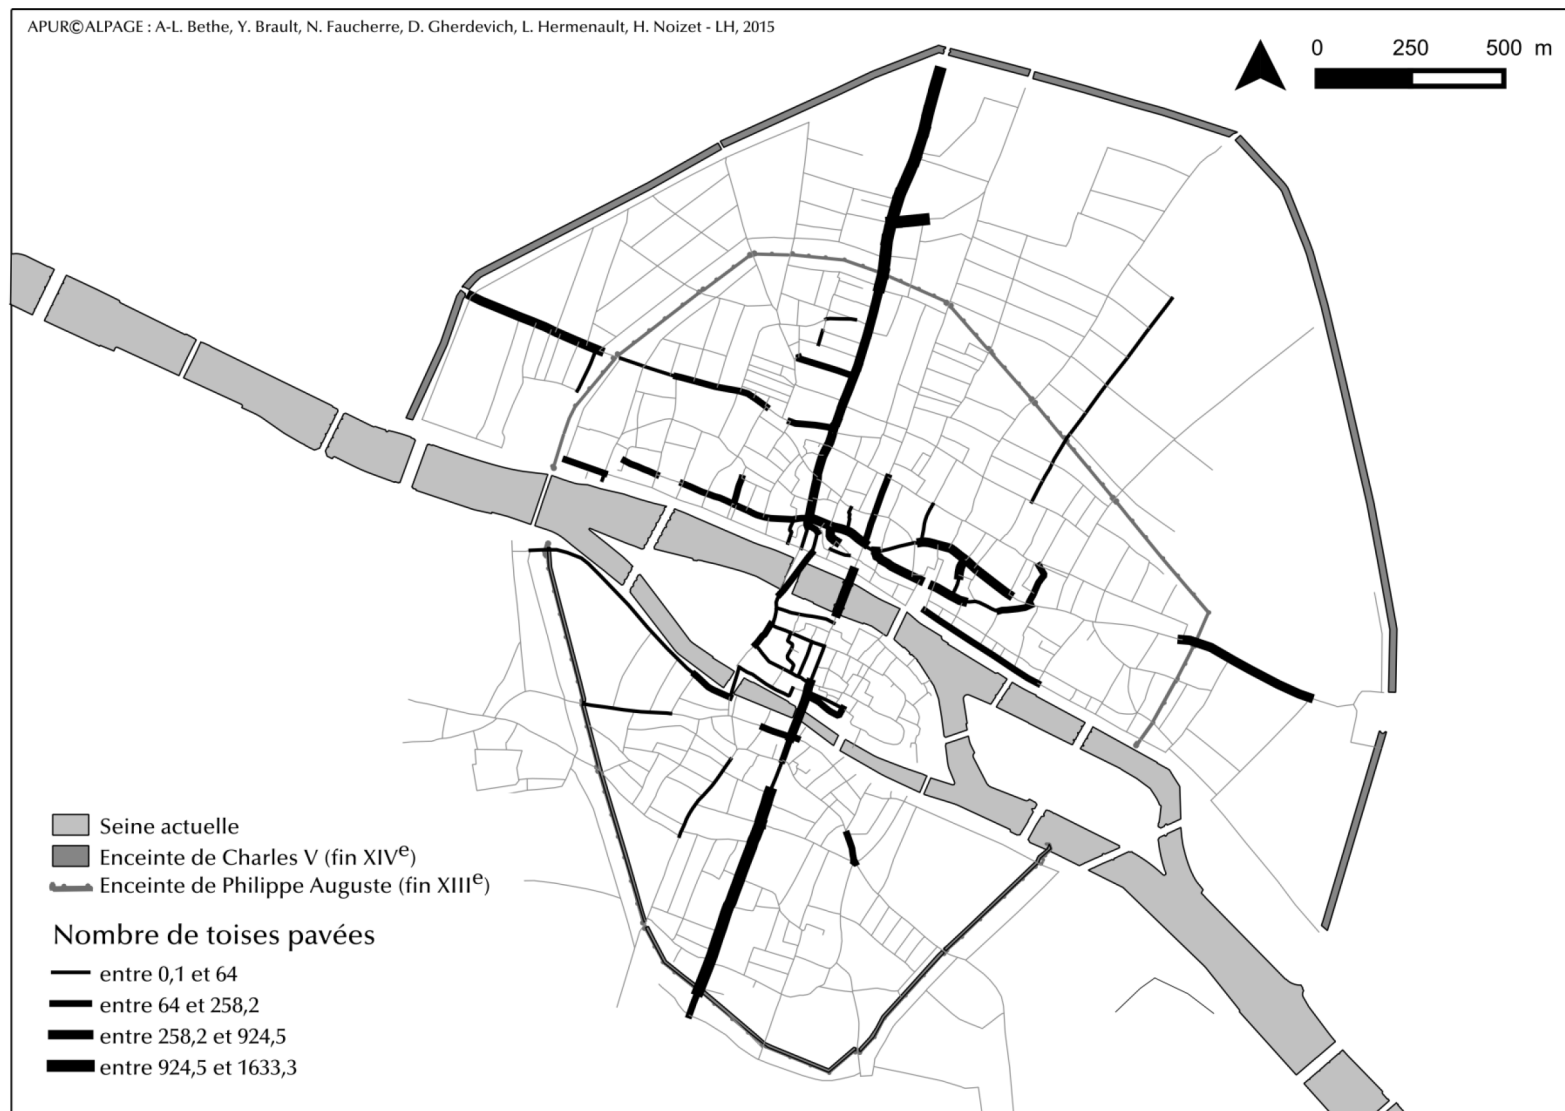 APUR©ALPAGE : A-L. Bethe, Y. Brault, N. Faucherre, D. Gherdevich, L. Hermenault, H. Noizet - LH, 2015
0 250 500 m
Seine actuelle
Enceinte de Charles V (fin XIVe)
Enceinte de Philippe Auguste (fin XIIIe)
Nombre de toises pavées
entre 0,1 et 64
entre 64 et 258,2
entre 258,2 et 924,5
entre 924,5 et 1633,3